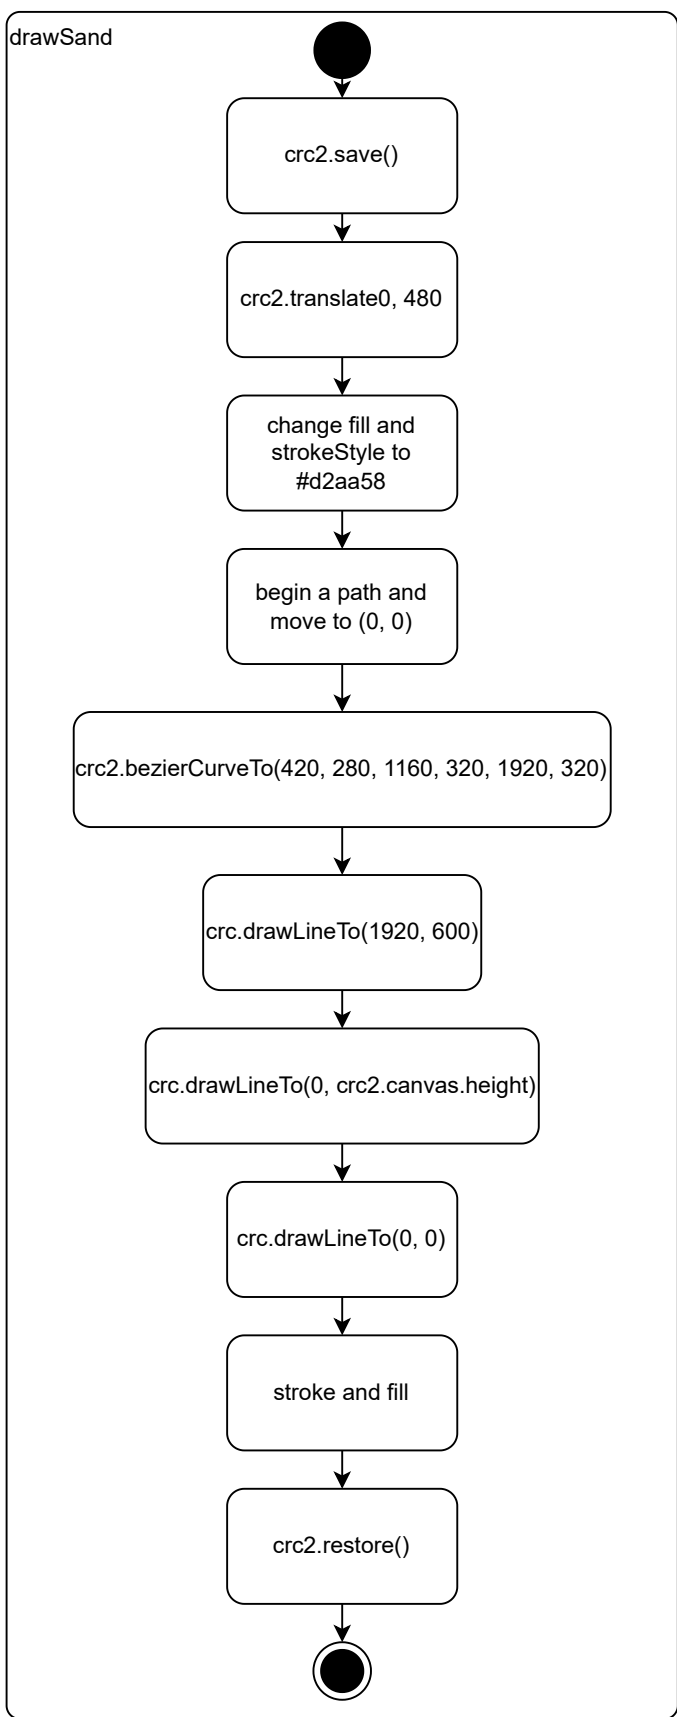 drawSand
crc2.save()
crc2.translate0, 480
change fill and
strokeStyle to
#d2aa58
begin a path and
move to (0, 0)
crc2.bezierCurveTo(420, 280, 1160, 320, 1920, 320)
crc.drawLineTo(1920, 600)
crc.drawLineTo(0, crc2.canvas.height)
crc.drawLineTo(0, 0)
stroke and fill
crc2.restore()